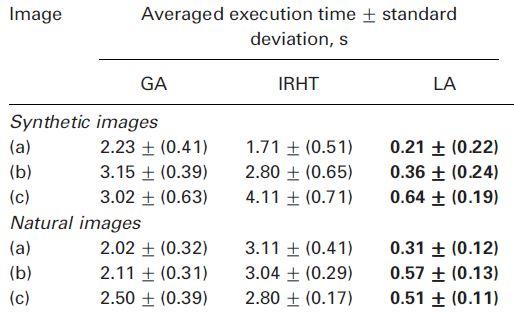 Image Averaged execution time ± standard
deviation, s
GA IRHT LA
Synthetic images
(a) 2.23 ± (0.41) 1.71 ± (0.51) 0.21 ± (0.22)
(b) 3.15 ± (0.39) 2.80 ± (0.65) 0.36 ± (0.24)
(c) 3.02 ± (0.63) 4.11 ± (0.71) 0.64 ± (0.19)
Natural images
(a) 2.02 ± (0.32) 3.11 ± (0.41) 0.31 ± (0.12)
(b) 2.11 ± (0.31) 3.04 ± (0.29) 0.57 ± (0.13)
(c) 2.50 ± (0.39) 2.80 ± (0.17) 0.51 ± (0.11)